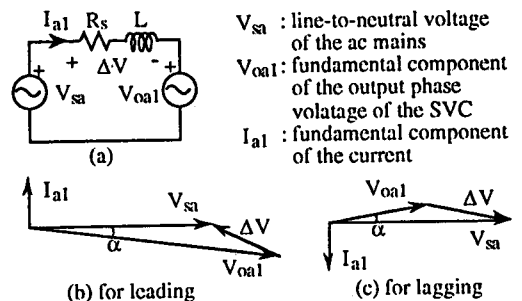 Ia1 Rs L
+ ΔV -
+ Vsa Voa1 +
(a)
Vsa : line-to-neutral voltage
of the ac mains
Voa1 : fundamental component
of the output phase
volatage of the SVC
Ia1 : fundamental component
of the current
Ia1 Vsa
α ΔV
Voa1
(b) for leading
Voa1 ΔV
α Vsa
Ia1
(c) for lagging